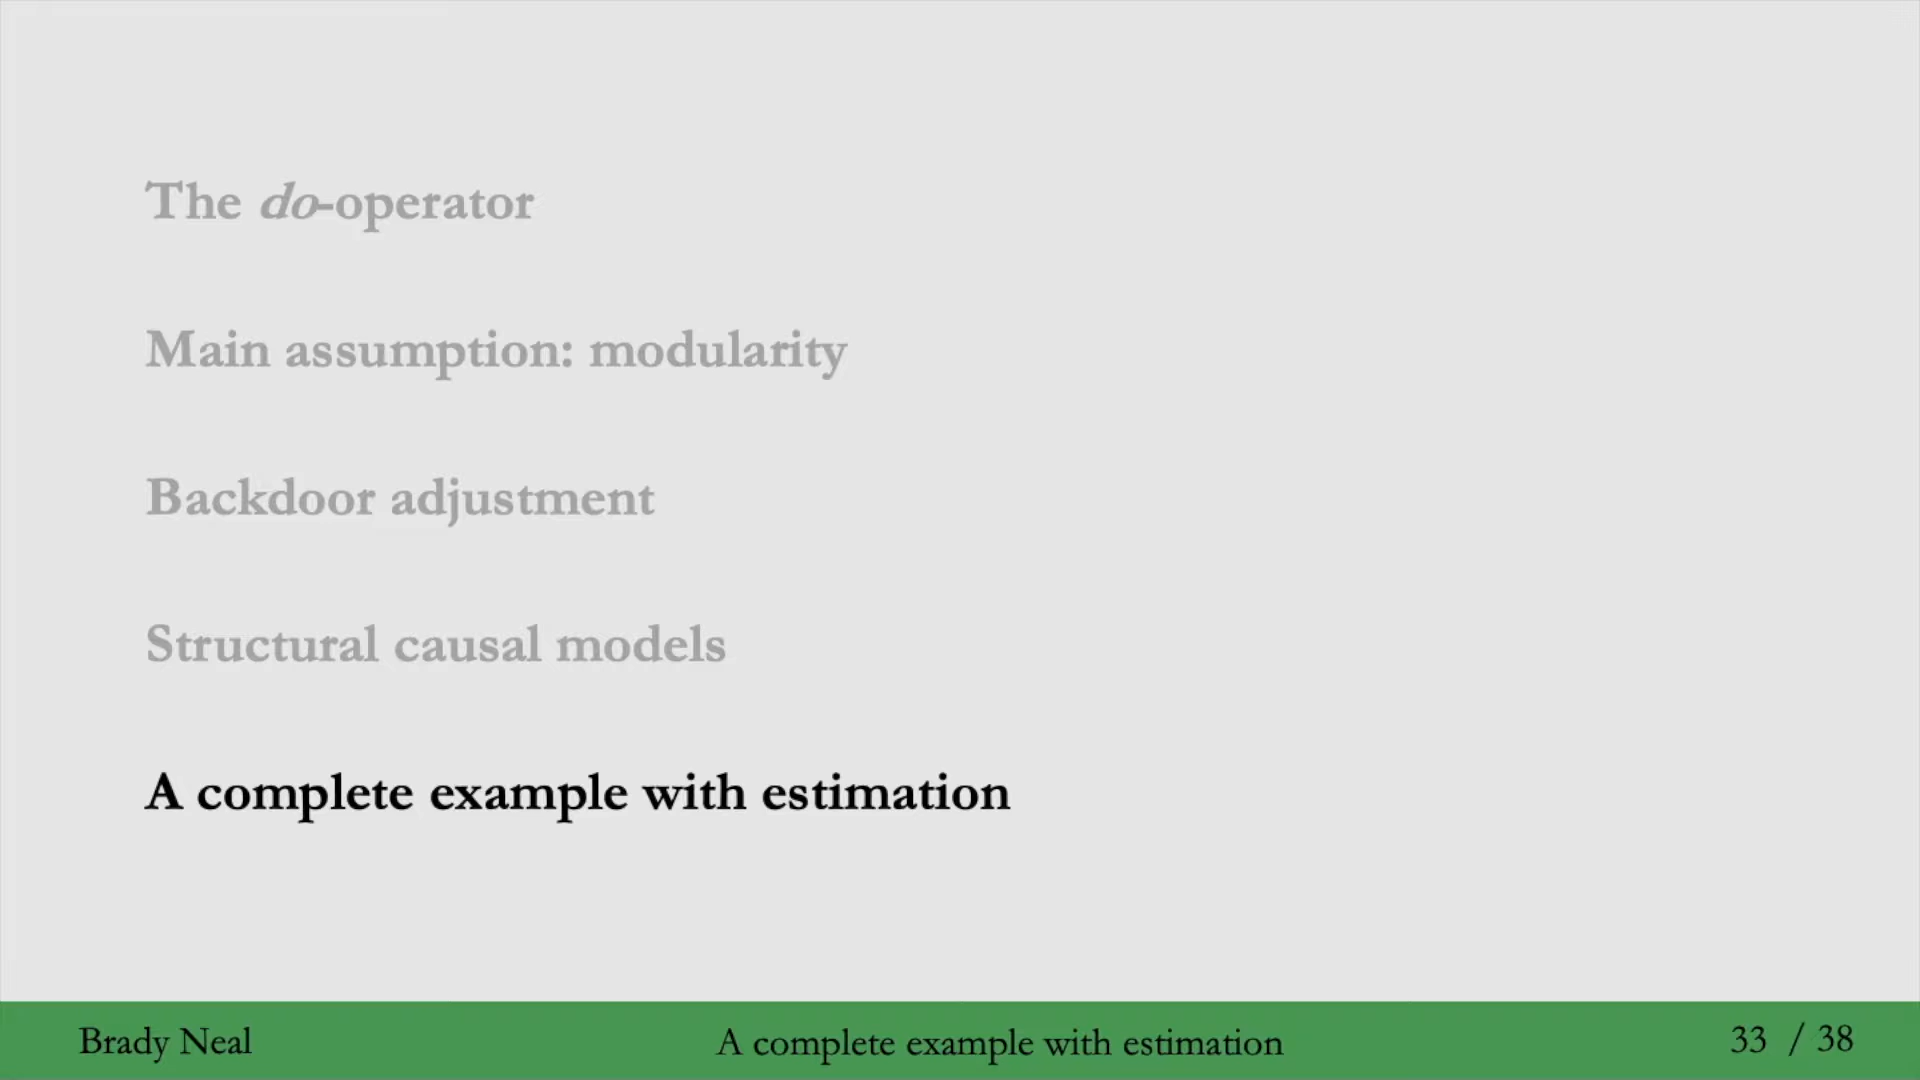 The do-operator
Main assumption: modularity
Backdoor adjustment
Structural causal models
A complete example with estimation
Brady Neal
A complete example with estimation
33 / 38